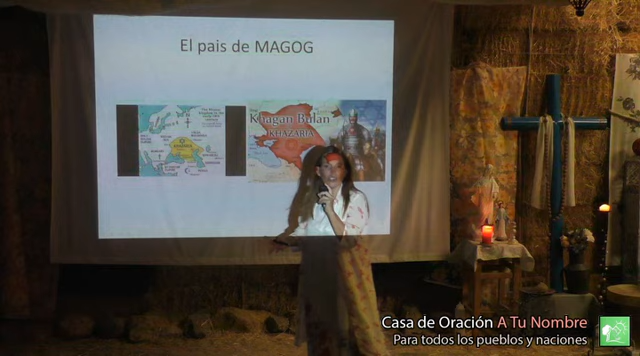 El pais de MAGOG
Khagan Bulan
KHAZARIA
Casa de Oración A Tu Nombre
Para todos los pueblos y naciones